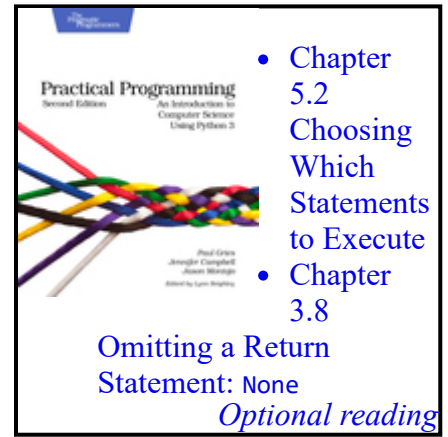 The
Pragmatic
Programmers
Practical Programming
Second Edition
An Introduction to
Computer Science
Using Python 3
Paul Gries
Jennifer Campbell
Jason Montojo
Edited by Lynn Beighley
• Chapter
5.2
Choosing
Which
Statements
to Execute
• Chapter
3.8
Omitting a Return
Statement: None
Optional reading